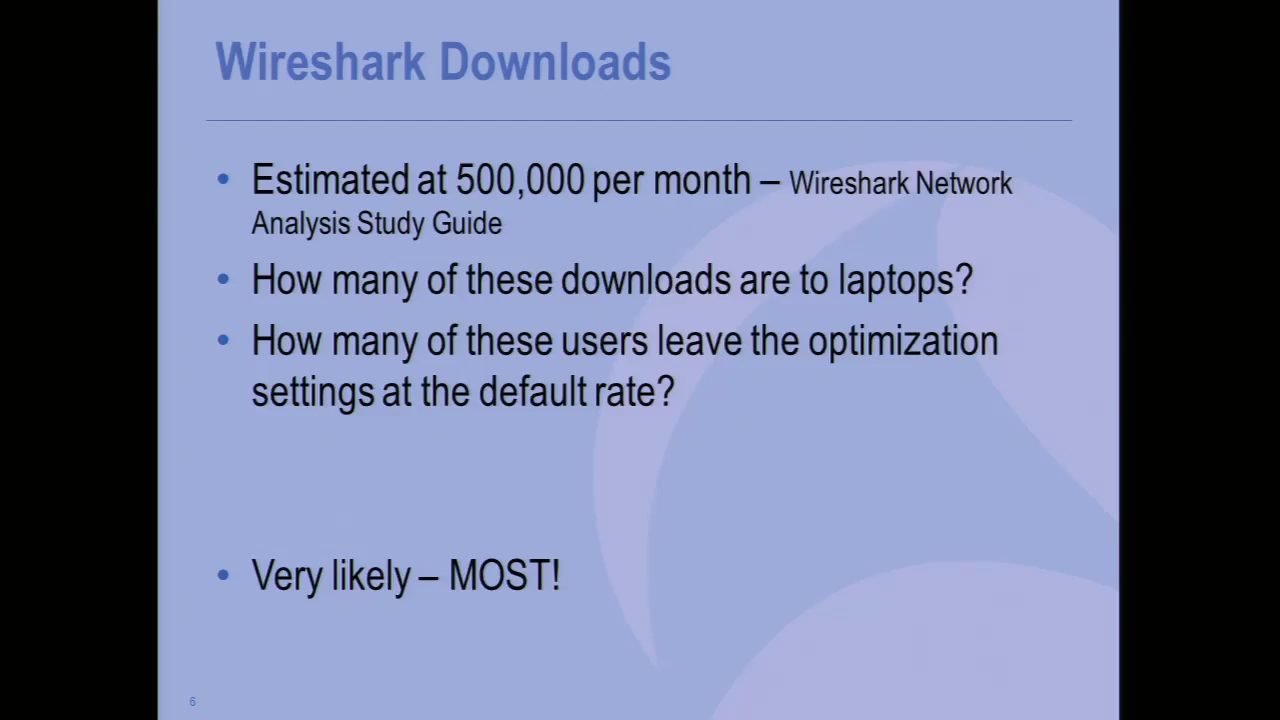 Wireshark Downloads
• Estimated at 500,000 per month – Wireshark Network
Analysis Study Guide
• How many of these downloads are to laptops?
• How many of these users leave the optimization
settings at the default rate?
• Very likely – MOST!
6